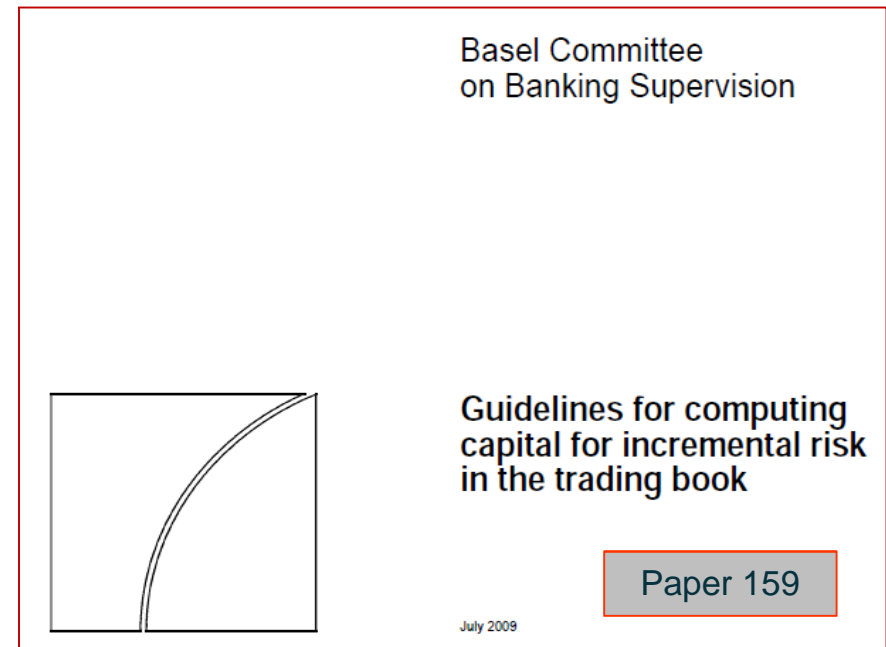 Basel Committee
on Banking Supervision
Guidelines for computing
capital for incremental risk
in the trading book
Paper 159
July 2009